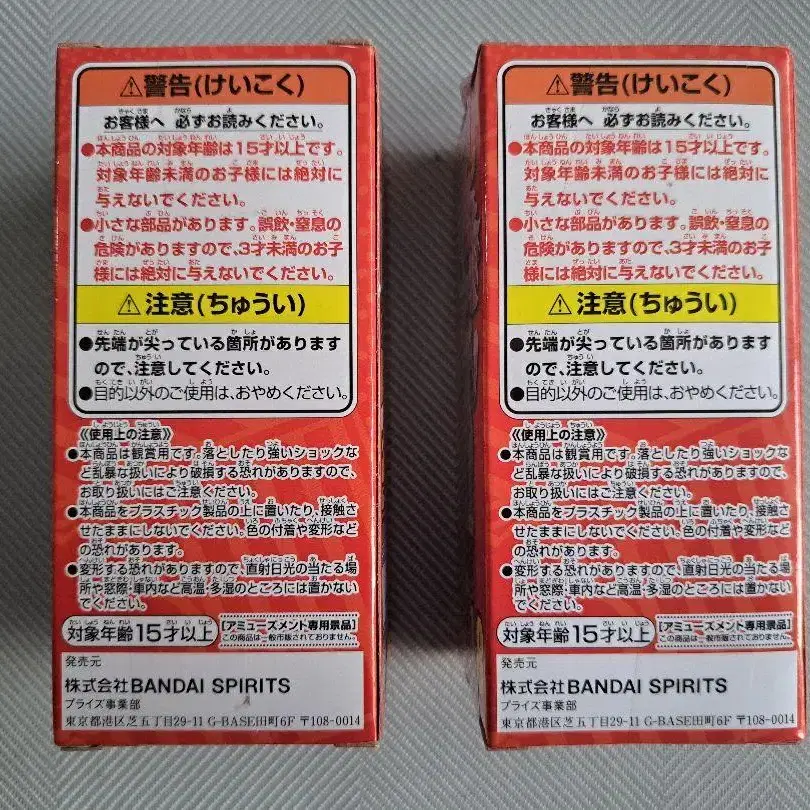 ⚠警告(けいこく)
お客様へ 必ずお読みください。
●本商品の対象年齢は15才以上です。
対象年齢未満のお子様には絶対に
与えないでください。
●小さな部品があります。誤飲・窒息の
危険がありますので、3才未満のお子
様には絶対に与えないでください。
⚠注意(ちゅうい)
●先端が尖っている箇所があります
ので、注意してください。
●目的以外のご使用は、おやめください。
《使用上の注意》
●本商品は観賞用です。落としたり強いショックな
ど乱暴な扱いにより破損する恐れがありますので、
お取り扱いにはご注意ください。
●本商品をプラスチック製品の上に置いたり、接触さ
せたままにしないでください。色の付着や変形など
の恐れがあります。
●変形する恐れがありますので、直射日光の当たる場
所や窓際・車内など高温・多湿のところには置かない
でください。
対象年齢15才以上
【アミューズメント専用景品】
この商品は一般市販されておりません。
発売元
株式会社BANDAI SPIRITS
プライズ事業部
東京都港区芝五丁目29-11 G-BASE田町6F 〒108-0014
⚠警告(けいこく)
お客様へ 必ずお読みください。
●本商品の対象年齢は15才以上です。
対象年齢未満のお子様には絶対に
与えないでください。
●小さな部品があります。誤飲・窒息の
危険がありますので、3才未満のお子
様には絶対に与えないでください。
⚠注意(ちゅうい)
●先端が尖っている箇所があります
ので、注意してください。
●目的以外のご使用は、おやめください。
《使用上の注意》
●本商品は観賞用です。落としたり強いショックな
ど乱暴な扱いにより破損する恐れがありますので、
お取り扱いにはご注意ください。
●本商品をプラスチック製品の上に置いたり、接触さ
せたままにしないでください。色の付着や変形など
の恐れがあります。
●変形する恐れがありますので、直射日光の当たる場
所や窓際・車内など高温・多湿のところには置かない
でください。
対象年齢15才以上
【アミューズメント専用景品】
この商品は一般市販されておりません。
発売元
株式会社BANDAI SPIRITS
プライズ事業部
東京都港区芝五丁目29-11 G-BASE田町6F 〒108-0014